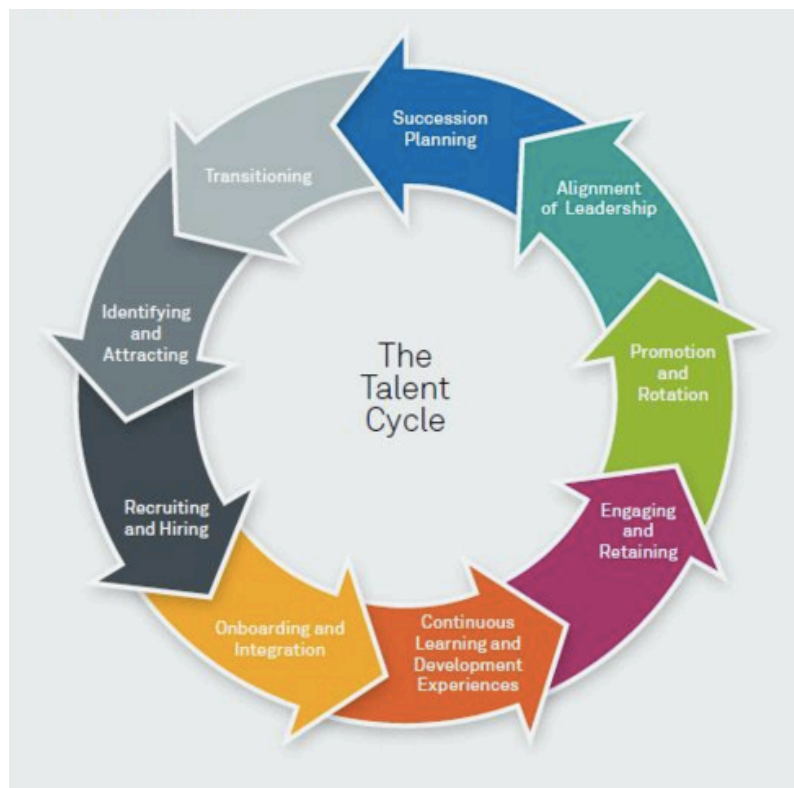 Succession
Planning
Transitioning
Alignment
of Leadership
Identifying
and
Attracting
The
Talent
Cycle
Promotion
and
Rotation
Recruiting
and Hiring
Engaging
and
Retaining
Onboarding and
Integration
Continuous
Learning and
Development
Experiences